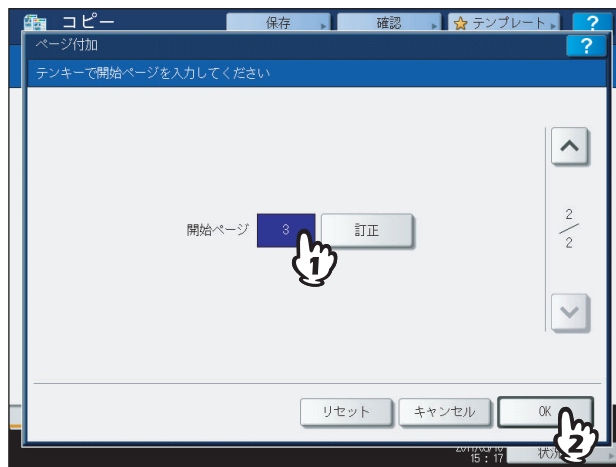 コピー 保存 確認 テンプレート ?
ページ付加 ?
テンキーで開始ページを入力してください
開始ページ 3 訂正
1
2
2
リセット キャンセル OK
2
15 : 17